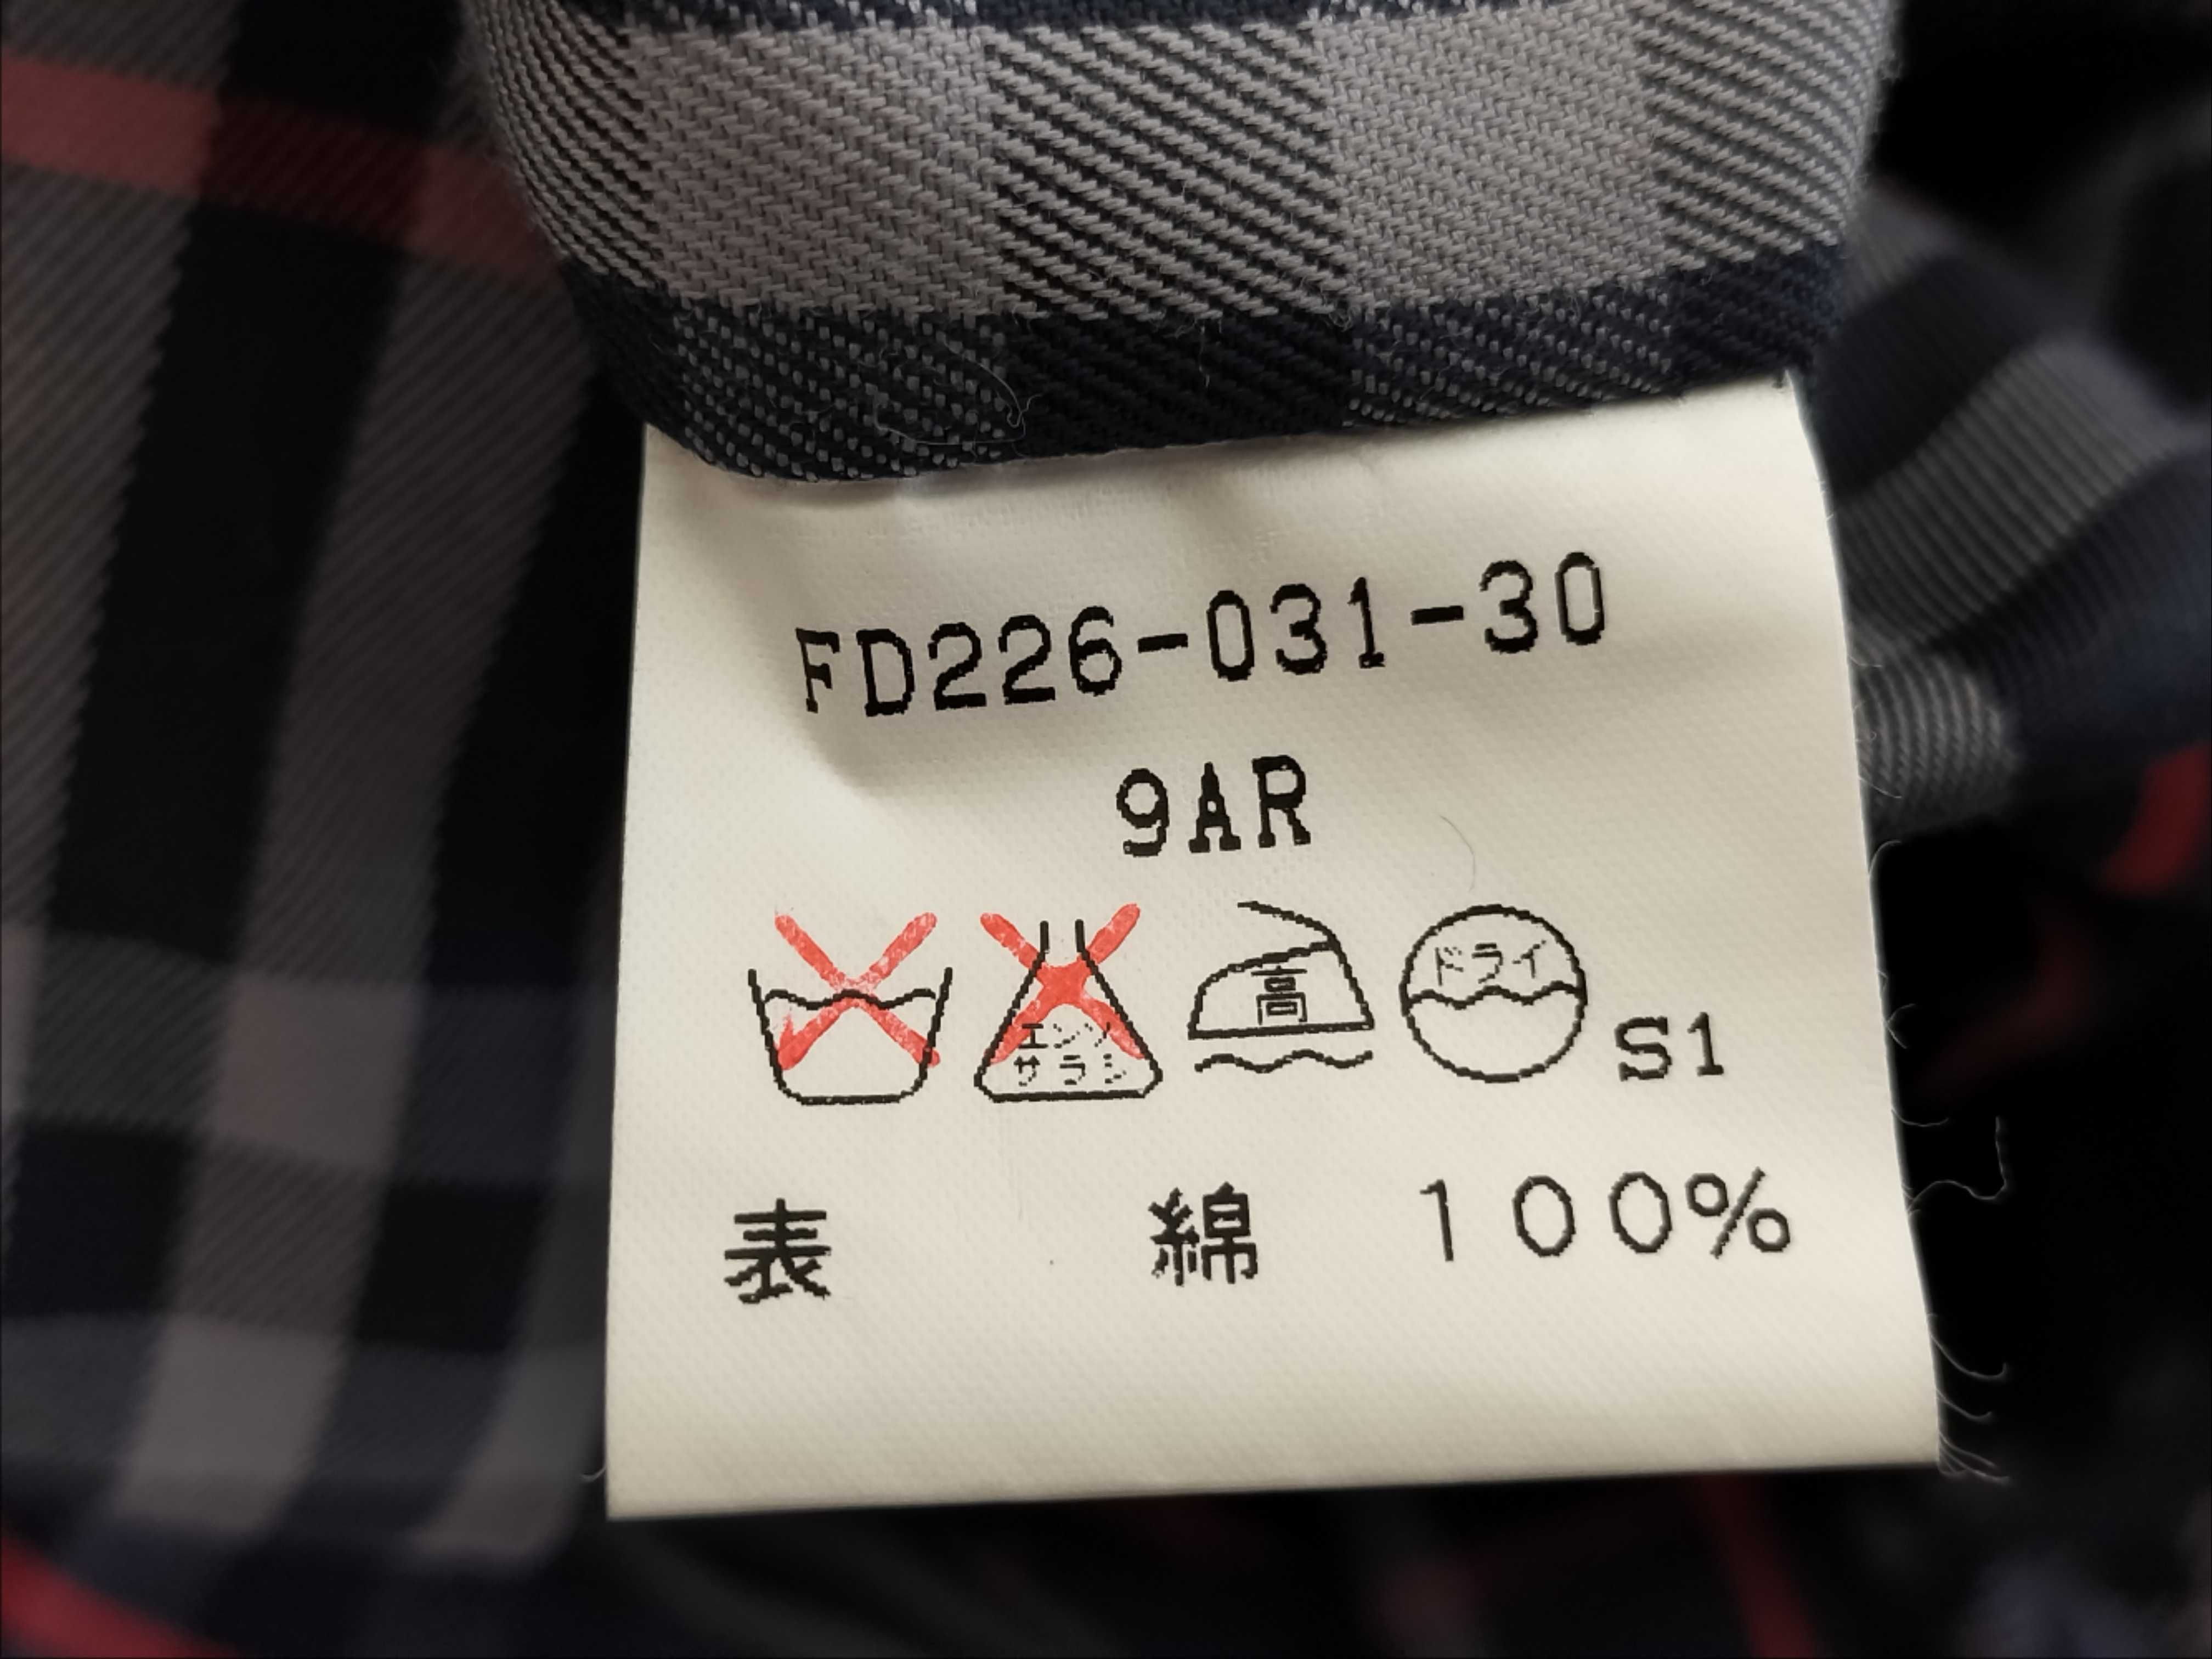 FD226-031-30
9AR
エンソ
サラシ
高
ドライ
S1
表 綿 100%